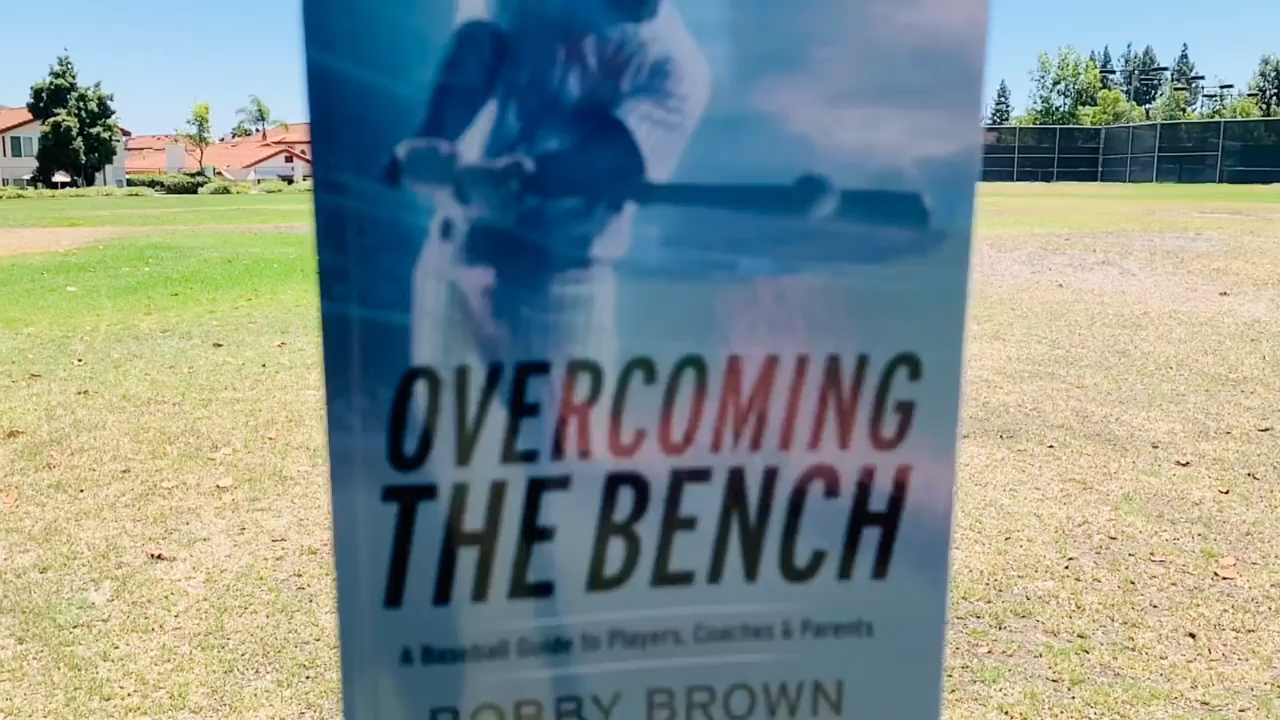 OVERCOMING
THE BENCH
A Baseball Guide to Players, Coaches & Parents
BOBBY BROWN